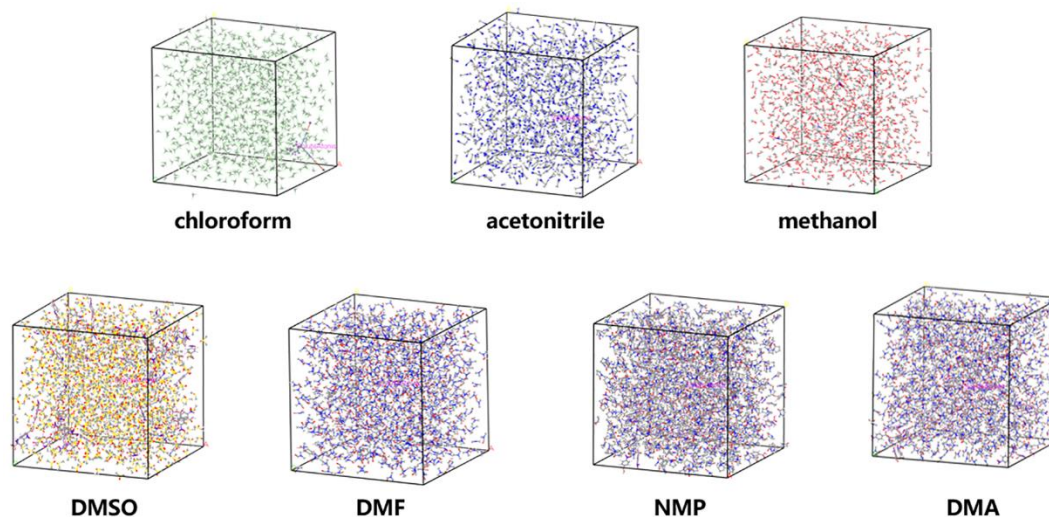 chloroform
acetonitrile
methanol
DMSO
DMF
NMP
DMA